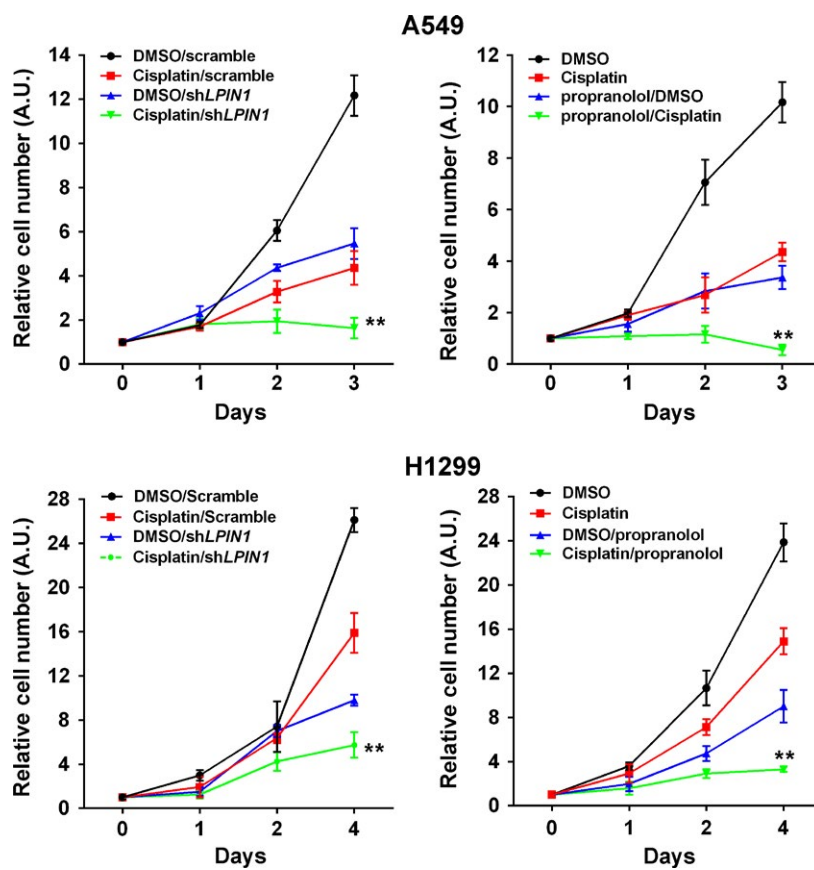 A549
DMSO/scramble
Cisplatin/scramble
DMSO/shLPIN1
Cisplatin/shLPIN1
Relative cell number (A.U.)
14
12
10
8
6
4
2
0
**
0 1 2 3
Days
DMSO
Cisplatin
propranolol/DMSO
propranolol/Cisplatin
Relative cell number (A.U.)
12
10
8
6
4
2
0
**
0 1 2 3
Days
H1299
DMSO/Scramble
Cisplatin/Scramble
DMSO/shLPIN1
Cisplatin/shLPIN1
Relative cell number (A.U.)
28
24
20
16
12
8
4
0
**
0 1 2 4
Days
DMSO
Cisplatin
DMSO/propranolol
Cisplatin/propranolol
Relative cell number (A.U.)
28
24
20
16
12
8
4
0
**
0 1 2 4
Days